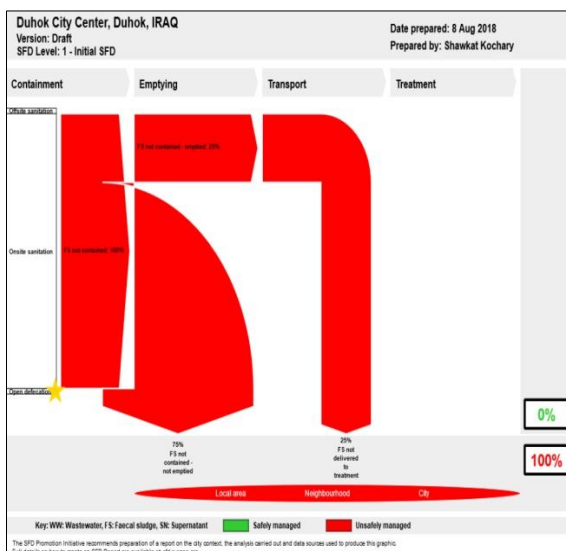 Duhok City Center, Duhok, IRAQ
Version: Draft
SFD Level: 1 - Initial SFD
Date prepared: 8 Aug 2018
Prepared by: Shawkat Kochary
Containment
Emptying
Transport
Treatment
Offsite sanitation
FS not contained - emptied: 25%
Onsite sanitation
FS not contained: 100%
Open defecation
0%
75%
FS not
contained -
not emptied
25%
FS not
delivered
to
treatment
100%
Local area
Neighbourhood
City
Key: WW: Wastewater, FS: Faecal sludge, SN: Supernatant
Safely managed
Unsafely managed
The SFD Promotion Initiative recommends preparation of a report on the city context, the analysis carried out and data sources used to produce this graphic.